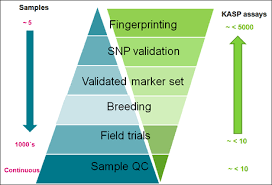 Samples
KASP assays
~ 5
Fingerprinting
~ < 5000
SNP validation
Validated marker set
Breeding
1000's
Field trials
~ < 10
Continuous
Sample QC
~ < 10